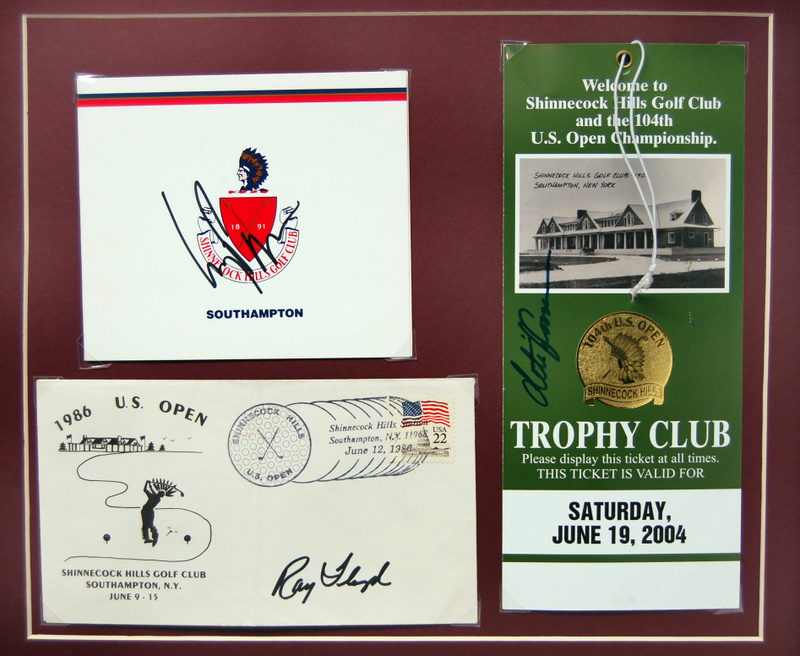 18 91
SHINNECOCK HILLS GOLF CLUB
SOUTHAMPTON
1986 U.S. OPEN
SHINNECOCK HILLS GOLF CLUB
SOUTHAMPTON, N.Y.
JUNE 9 - 15
SHINNECOCK HILLS
U.S. OPEN
Shinnecock Hills Station
Southampton, N.Y. 11968
June 12, 1986
USA
22
Ray Floyd
Welcome to
Shinnecock Hills Golf Club
and the 104th
U.S. Open Championship.
SHINNECOCK HILLS GOLF CLUB
SOUTHAMPTON, NEW YORK
104th U.S. OPEN
SHINNECOCK HILLS
TROPHY CLUB
Please display this ticket at all times.
THIS TICKET IS VALID FOR
SATURDAY,
JUNE 19, 2004